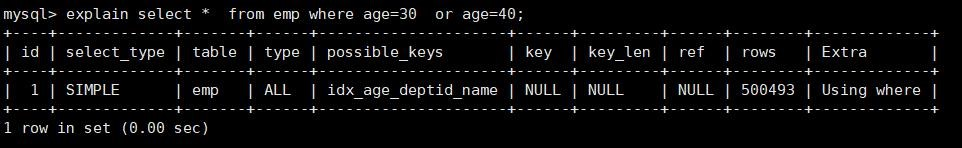 mysql> explain select *  from emp where age=30  or age=40;
+----+-------------+-------+------+---------------------+------+---------+------+--------+-------------+
| id | select_type | table | type | possible_keys       | key  | key_len | ref  | rows   | Extra       |
+----+-------------+-------+------+---------------------+------+---------+------+--------+-------------+
|  1 | SIMPLE      | emp   | ALL  | idx_age_deptid_name | NULL | NULL    | NULL | 500493 | Using where |
+----+-------------+-------+------+---------------------+------+---------+------+--------+-------------+
1 row in set (0.00 sec)